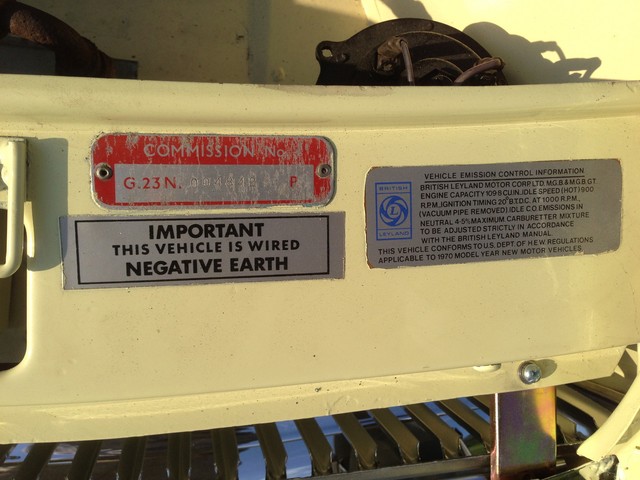 COMMISSION No.
G.23 N. P
IMPORTANT
THIS VEHICLE IS WIRED
NEGATIVE EARTH
VEHICLE EMISSION CONTROL INFORMATION
BRITISH LEYLAND MOTOR CORP. LTD. M.G.B & M.G.B. GT
ENGINE CAPACITY 109·8 CU.IN. IDLE SPEED (HOT) 900
R.P.M. IGNITION TIMING 20° B.T.D.C. AT 1000 R.P.M.
(VACUUM PIPE REMOVED) IDLE C.O. EMISSIONS IN
NEUTRAL 4·5% MAXIMUM CARBURETTER MIXTURE
TO BE ADJUSTED STRICTLY IN ACCORDANCE
WITH THE BRITISH LEYLAND MANUAL.
THIS VEHICLE CONFORMS TO U.S. DEPT. OF H.E.W REGULATIONS
APPLICABLE TO 1970 MODEL YEAR NEW MOTOR VEHICLES
BRITISH
L
LEYLAND